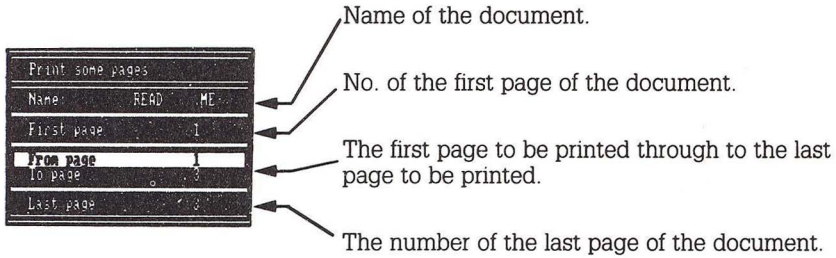 Name of the document.
Print some pages
Name: READ .ME
No. of the first page of the document.
First page 1
From page 1
The first page to be printed through to the last
page to be printed.
To page 3
Last page 3
The number of the last page of the document.